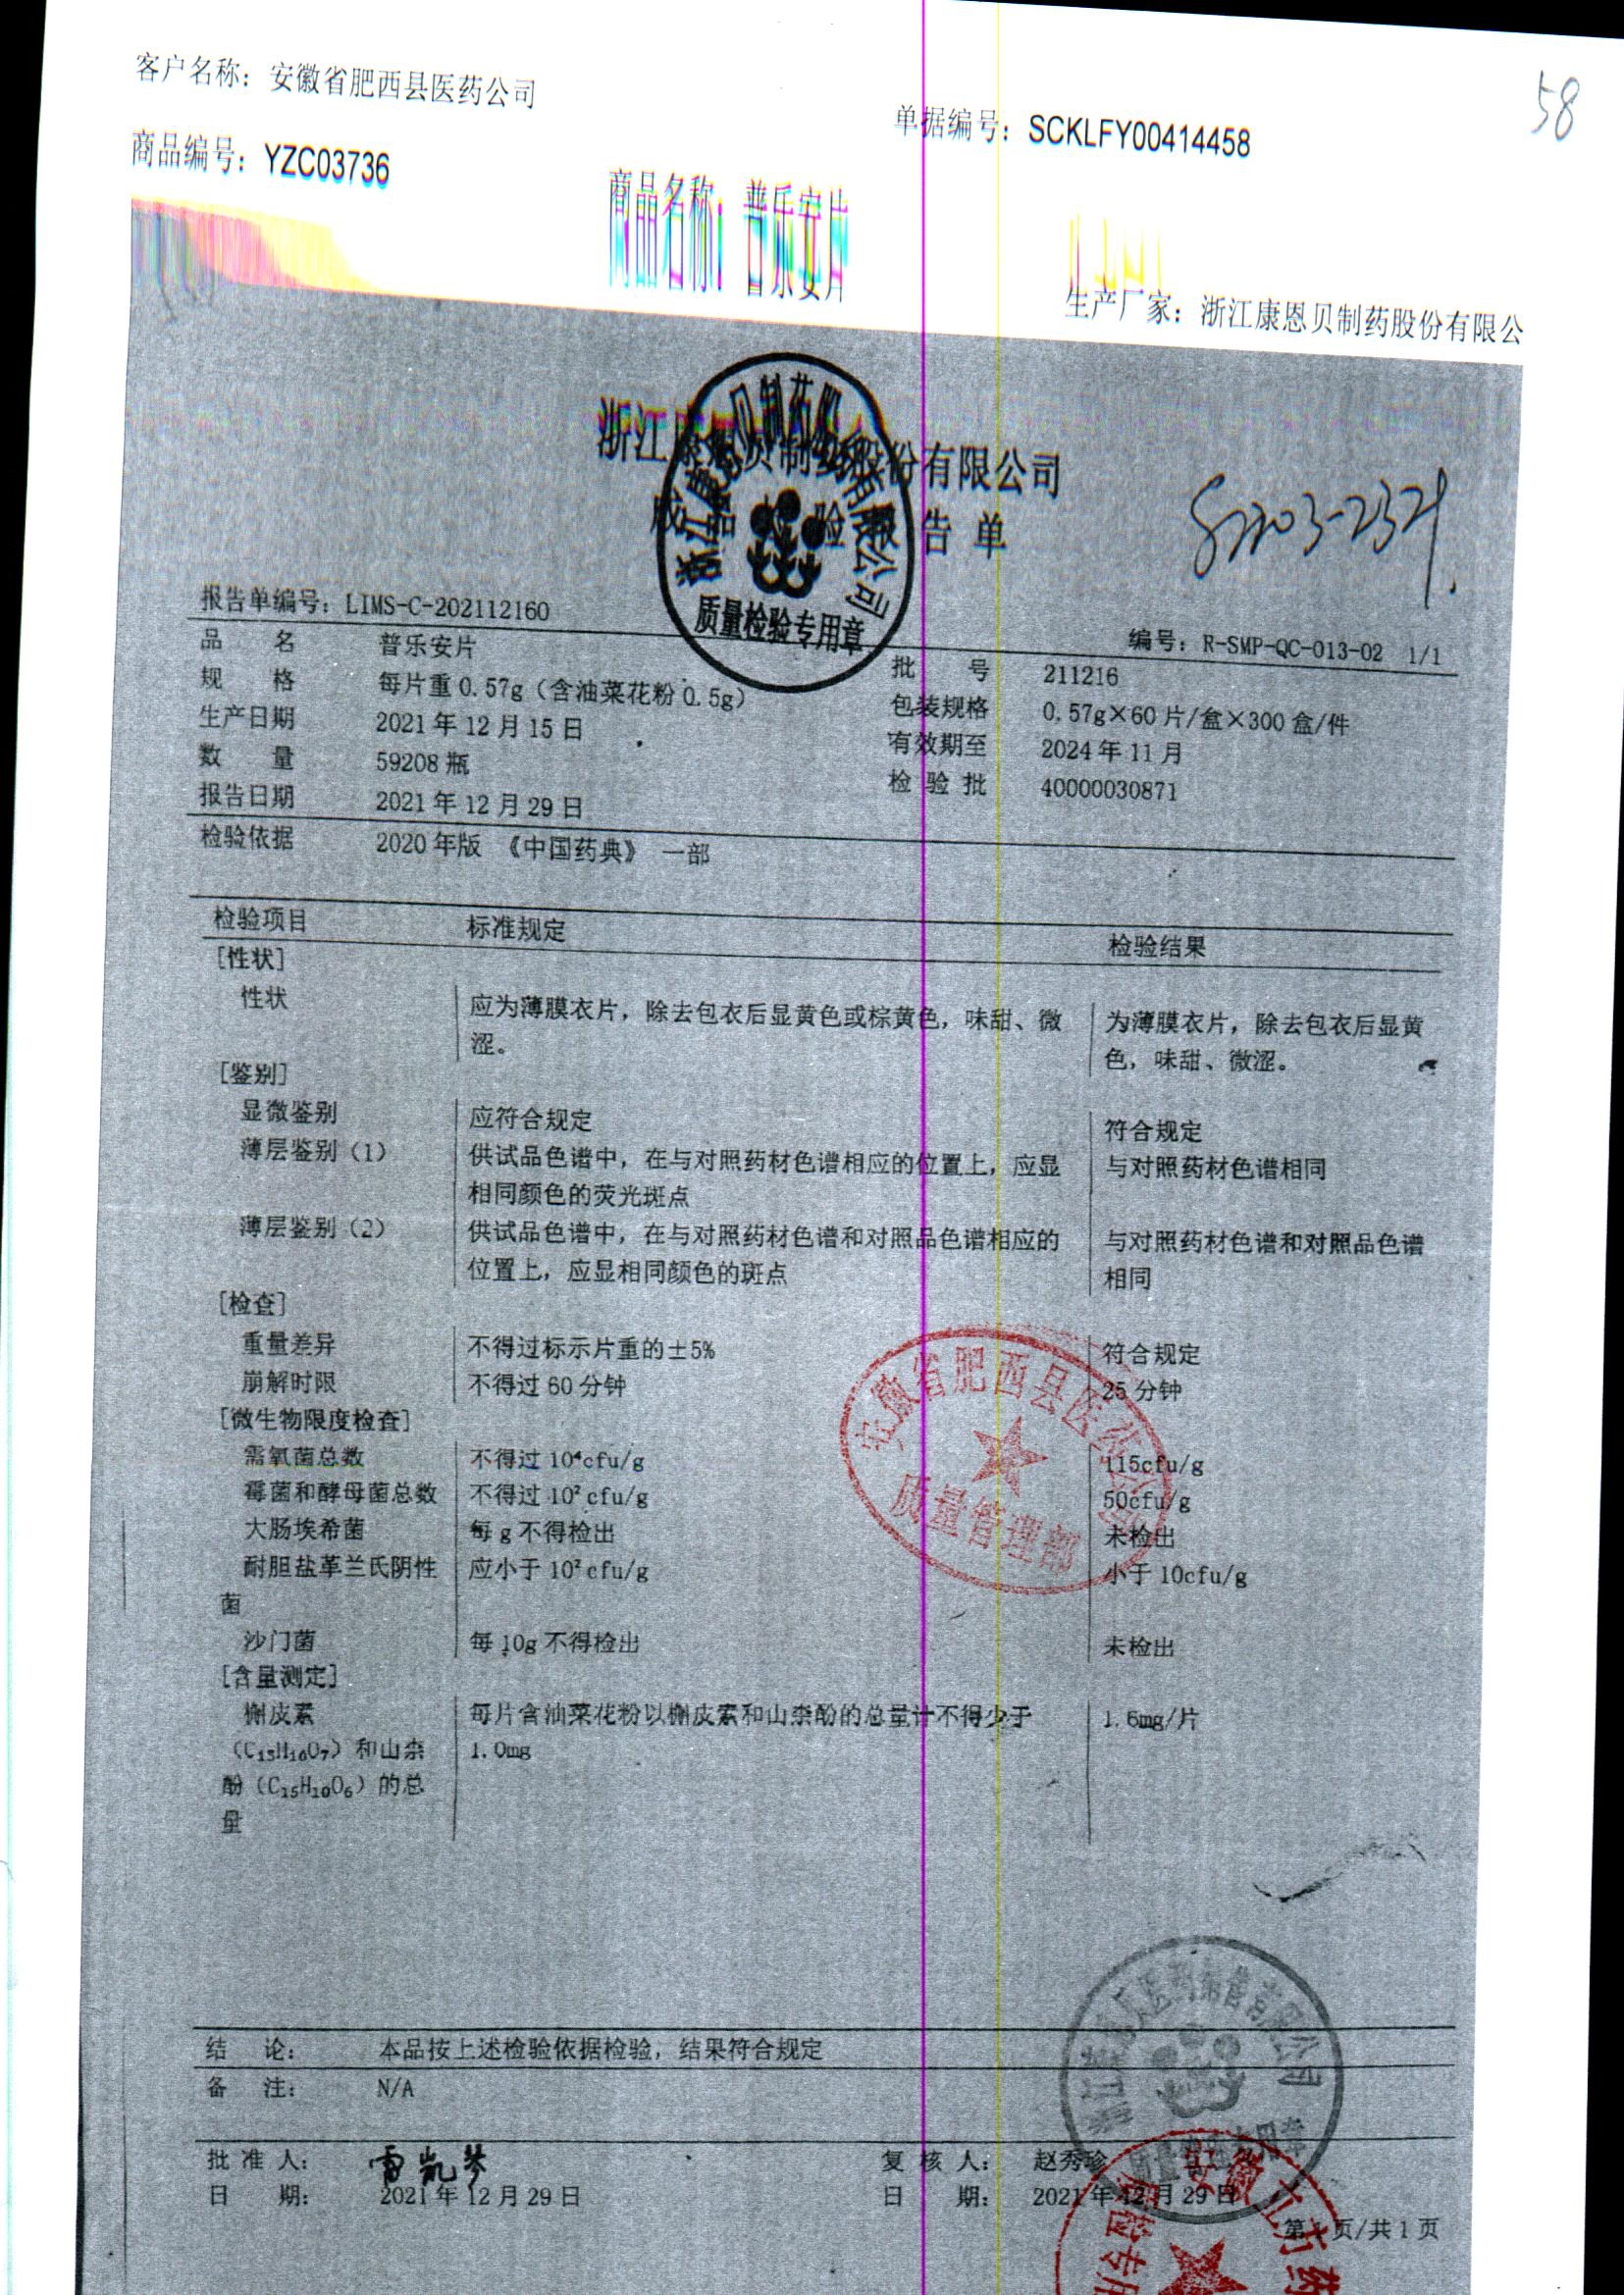 58
客户名称：安徽省肥西县医药公司
单据编号：SCKLFY00414458
商品编号：YZC03736
商品名称：普乐安片
生产厂家：浙江康恩贝制药股份有限公
浙江康恩贝制药股份有限公司
检验 告单
质量检验专用章
报告单编号：LIMS-C-202112160
编号：R-SMP-QC-013-02 1/1
品 名 普乐安片 批 号 211216
规 格 每片重0.57g（含油菜花粉0.5g） 包装规格 0.57g×60片/盒×300盒/件
生产日期 2021年12月15日 有效期至 2024年11月
数 量 59208瓶 检验批 40000030871
报告日期 2021年12月29日
检验依据 2020年版《中国药典》一部
检验项目 标准规定 检验结果
[性状]
性状 应为薄膜衣片，除去包衣后显黄色或棕黄色，味甜、微 为薄膜衣片，除去包衣后显黄
涩。 色，味甜、微涩。
[鉴别]
显微鉴别 应符合规定 符合规定
薄层鉴别（1） 供试品色谱中，在与对照药材色谱相应的位置上，应显 与对照药材色谱相同
相同颜色的荧光斑点
薄层鉴别（2） 供试品色谱中，在与对照药材色谱和对照品色谱相应的 与对照药材色谱和对照品色谱
位置上，应显相同颜色的斑点 相同
[检查]
重量差异 不得过标示片重的±5% 符合规定
崩解时限 不得过60分钟 25分钟
[微生物限度检查]
需氧菌总数 不得过10⁴cfu/g 115cfu/g
霉菌和酵母菌总数 不得过10²cfu/g 50cfu/g
大肠埃希菌 每g不得检出 未检出
耐胆盐革兰氏阴性 应小于10²cfu/g 小于10cfu/g
菌
沙门菌 每10g不得检出 未检出
[含量测定]
槲皮素 每片含油菜花粉以槲皮素和山柰酚的总量计不得少于 1.6mg/片
（C₁₅H₁₀O₇）和山柰 1.0mg
酚（C₁₅H₁₀O₆）的总
量
安徽省肥西县医药公司
质量管理部
结 论： 本品按上述检验依据检验，结果符合规定
备 注： N/A
批准人： 雷凯琴 复核人： 赵秀珍
日 期： 2021年12月29日 日 期： 2021年12月29日
第1页/共1页